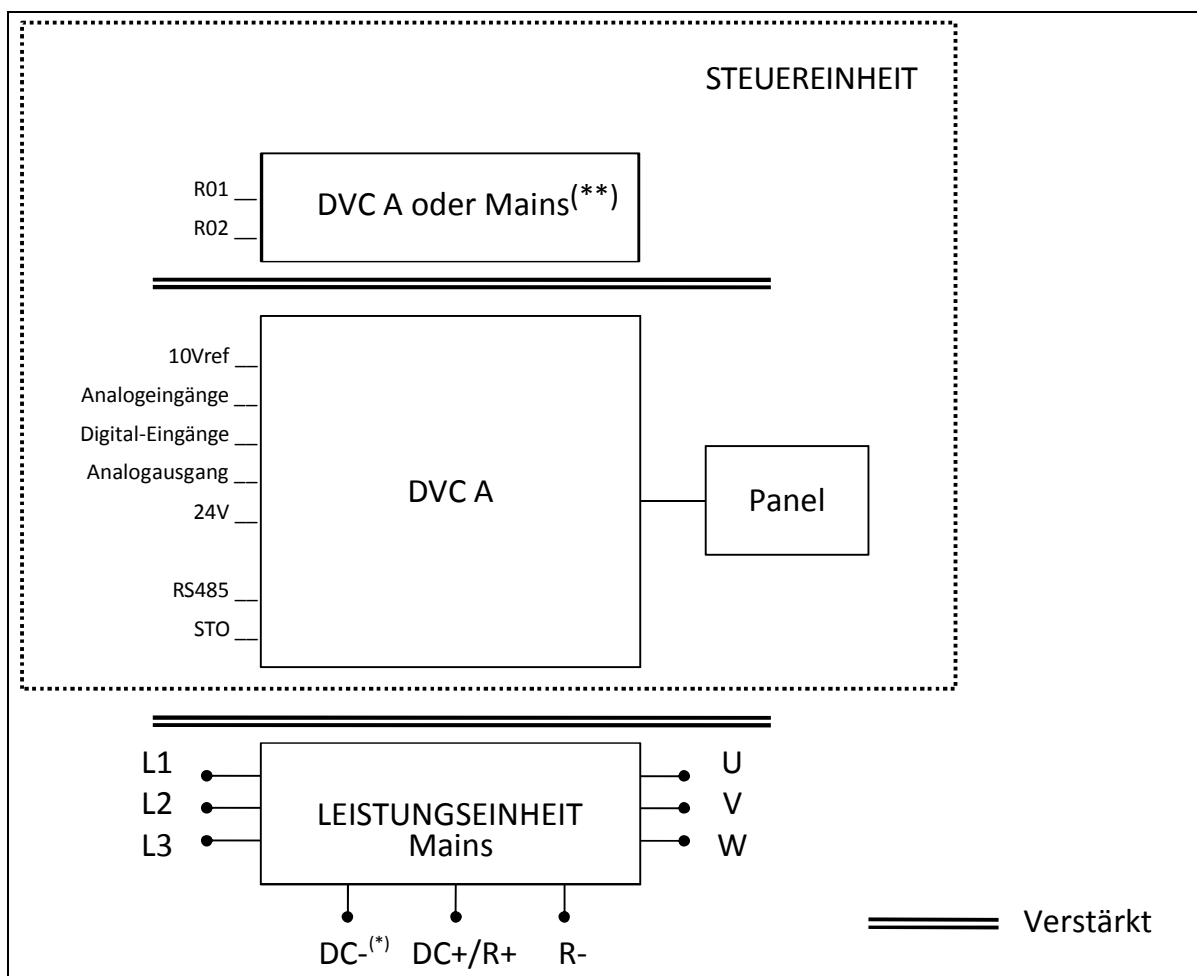 STEUEREINHEIT
R01
R02
DVC A oder Mains(**)
10Vref
Analogeingänge
Digital-Eingänge
Analogausgang
24V
RS485
STO
DVC A
Panel
L1
L2
L3
LEISTUNGSEINHEIT
Mains
U
V
W
DC-(*) DC+/R+ R-
Verstärkt